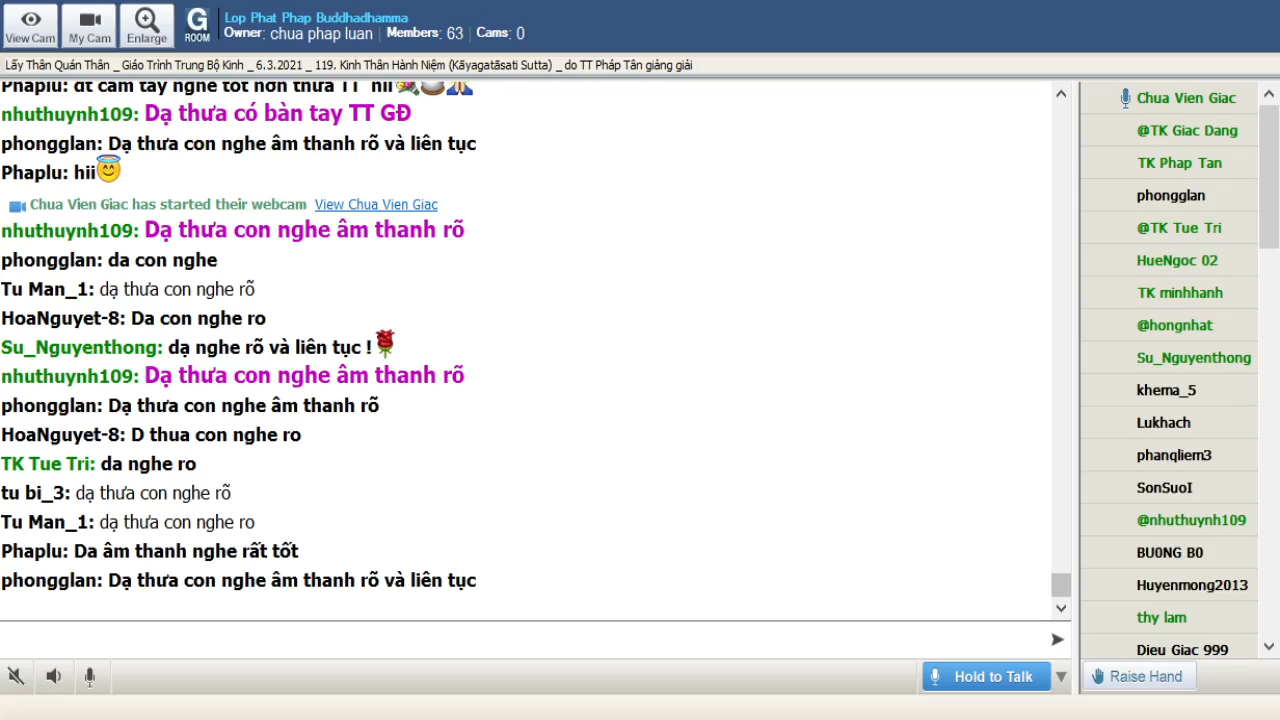 View Cam
My Cam
Enlarge
G
ROOM
Lop Phat Phap Buddhadhamma
Owner: chua phap luan Members: 63 Cams: 0
Lấy Thân Quán Thân _ Giáo Trình Trung Bộ Kinh _ 6.3.2021 _ 119. Kinh Thân Hành Niệm (Kāyagatāsati Sutta) _ do TT Pháp Tân giảng giải
Phaplu: dt cầm tay nghe tốt hơn thưa TT hii
nhuthuynh109: Dạ thưa có bàn tay TT GĐ
phongglan: Dạ thưa con nghe âm thanh rõ và liên tục
Phaplu: hii
Chua Vien Giac has started their webcam View Chua Vien Giac
nhuthuynh109: Dạ thưa con nghe âm thanh rõ
phongglan: da con nghe
Tu Man_1: dạ thưa con nghe rõ
HoaNguyet-8: Da con nghe ro
Su_Nguyenthong: dạ nghe rõ và liên tục !
nhuthuynh109: Dạ thưa con nghe âm thanh rõ
phongglan: Dạ thưa con nghe âm thanh rõ
HoaNguyet-8: D thua con nghe ro
TK Tue Tri: da nghe ro
tu bi_3: dạ thưa con nghe rõ
Tu Man_1: dạ thưa con nghe ro
Phaplu: Da âm thanh nghe rất tốt
phongglan: Dạ thưa con nghe âm thanh rõ và liên tục
Hold to Talk
Chua Vien Giac
@TK Giac Dang
TK Phap Tan
phongglan
@TK Tue Tri
HueNgoc 02
TK minhhanh
@hongnhat
Su_Nguyenthong
khema_5
Lukhach
phanqliem3
SonSuoI
@nhuthuynh109
BU0NG B0
Huyenmong2013
thy lam
Dieu Giac 999
Raise Hand